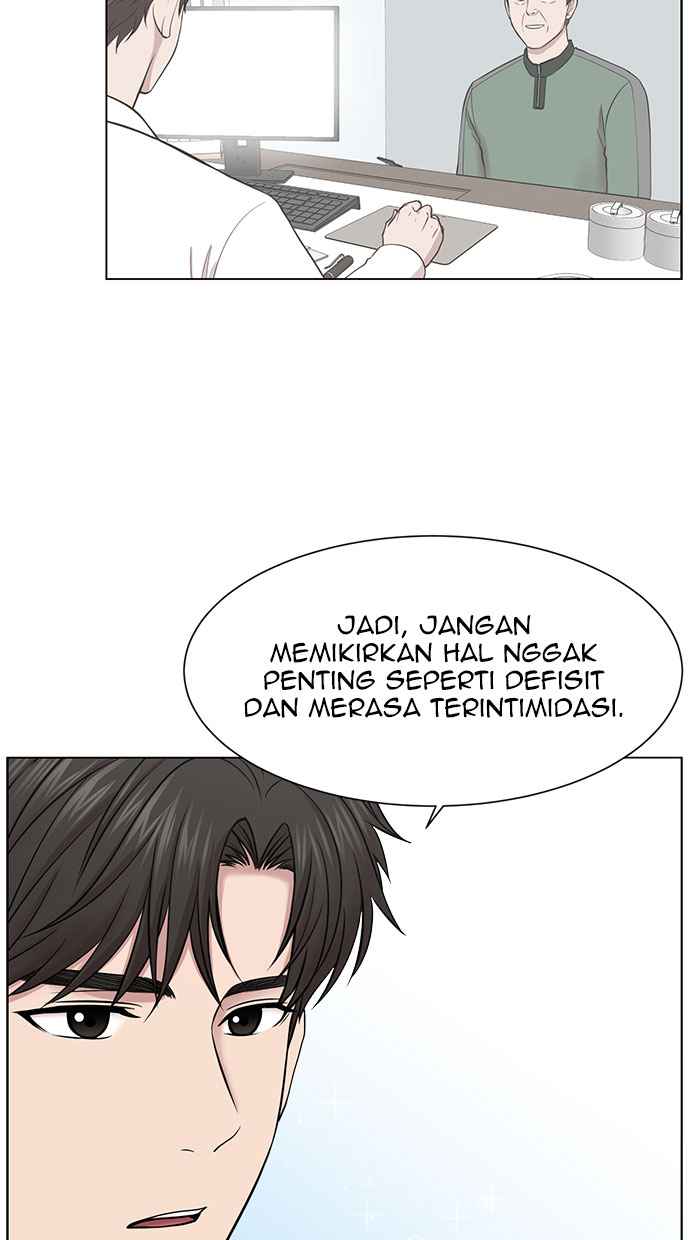 JADI, JANGAN
MEMIKIRKAN HAL NGGAK
PENTING SEPERTI DEFISIT
DAN MERASA TERINTIMIDASI.